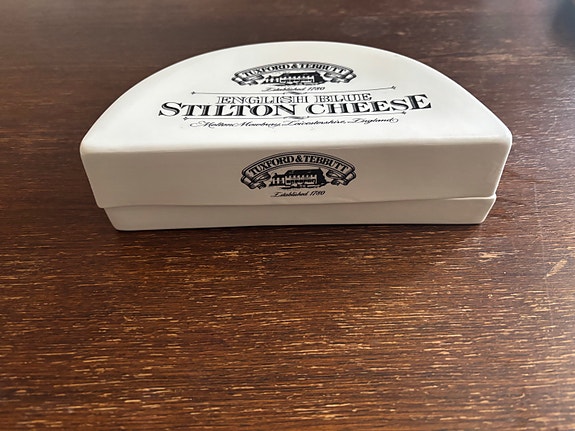 TUXFORD & TEBBUTT
Established 1780
ENGLISH BLUE
STILTON CHEESE
Melton Mowbray, Leicestershire, England
TUXFORD & TEBBUTT
Established 1780